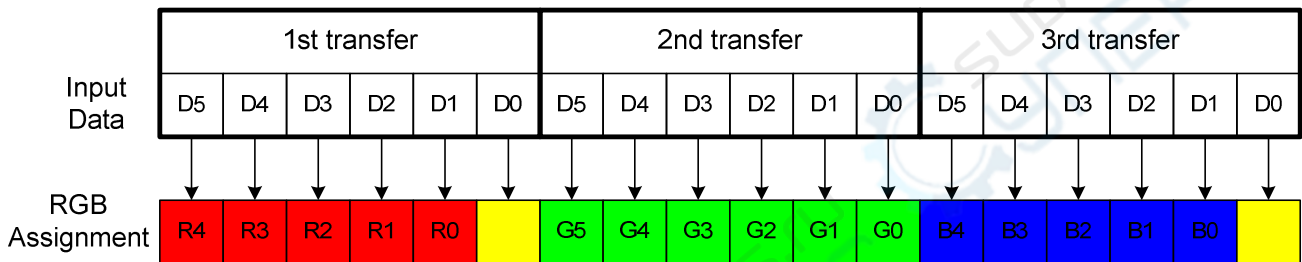 1st transfer 2nd transfer 3rd transfer
Input Data D5 D4 D3 D2 D1 D0 D5 D4 D3 D2 D1 D0 D5 D4 D3 D2 D1 D0
RGB Assignment R4 R3 R2 R1 R0 G5 G4 G3 G2 G1 G0 B4 B3 B2 B1 B0